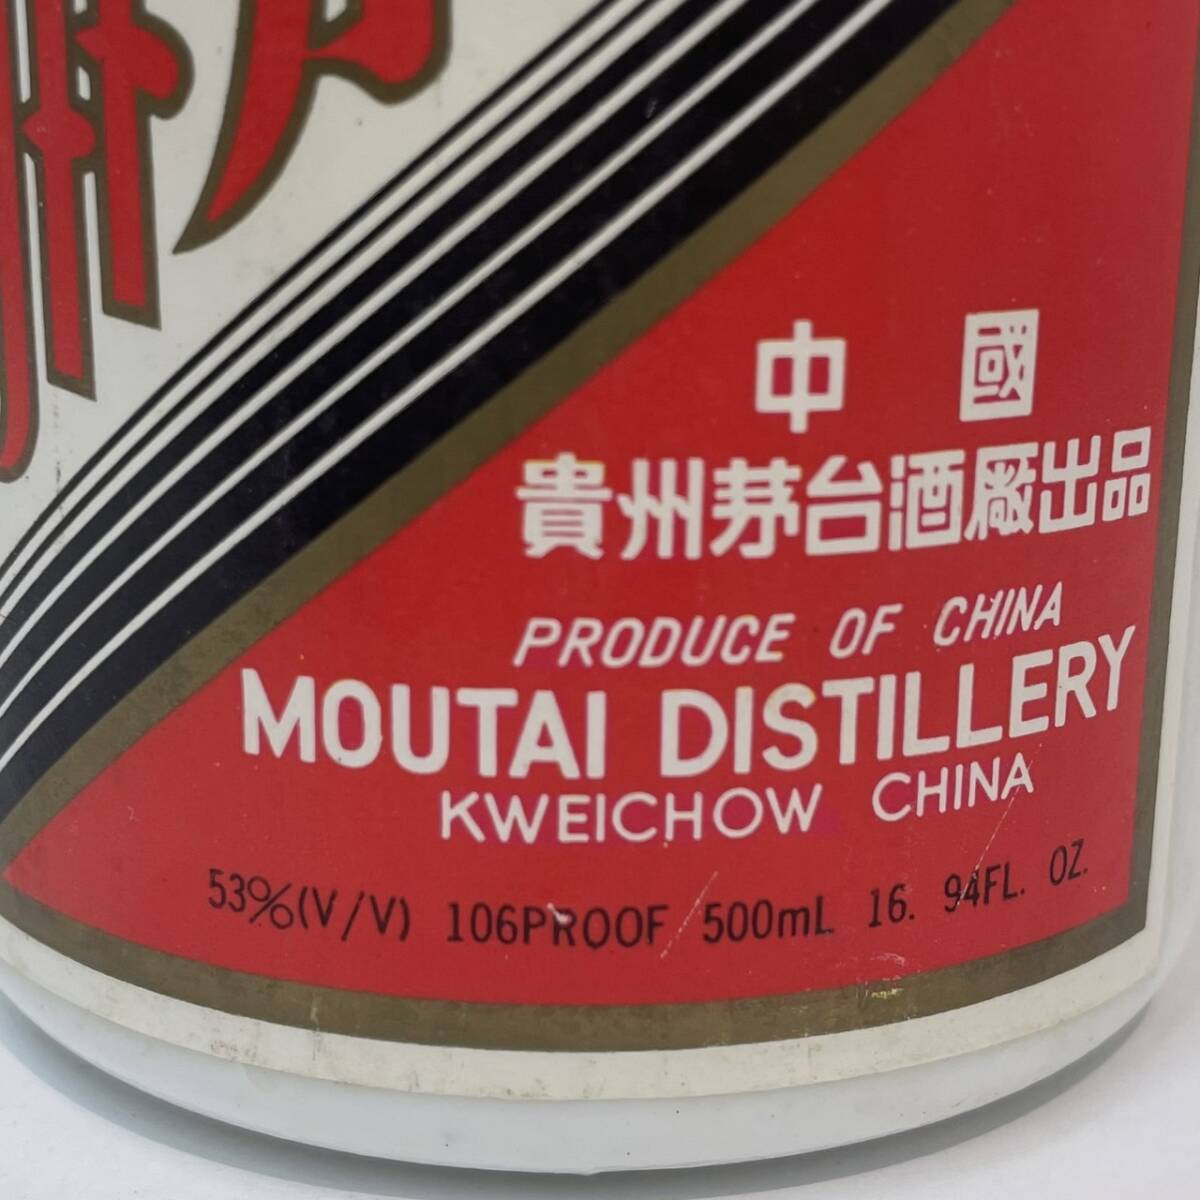 中國
貴州茅台酒厰出品
PRODUCE OF CHINA
MOUTAI DISTILLERY
KWEICHOW CHINA
53%(V/V) 106PROOF 500mL 16. 94FL. OZ.